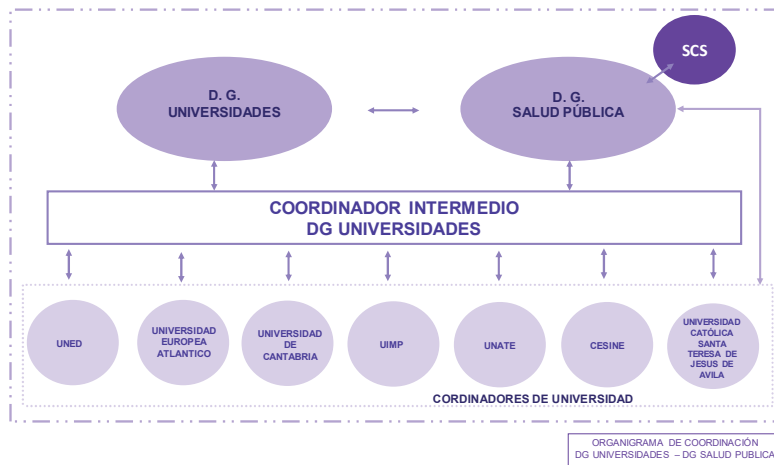 SCS
D. G.
UNIVERSIDADES
D. G.
SALUD PÚBLICA
COORDINADOR INTERMEDIO
DG UNIVERSIDADES
UNED
UNIVERSIDAD
EUROPEA
ATLANTICO
UNIVERSIDAD
DE
CANTABRIA
UIMP
UNATE
CESINE
UNIVERSIDAD
CATÓLICA
SANTA
TERESA DE
JESUS DE
AVILA
CORDINADORES DE UNIVERSIDAD
ORGANIGRAMA DE COORDINACIÓN
DG UNIVERSIDADES – DG SALUD PUBLICA